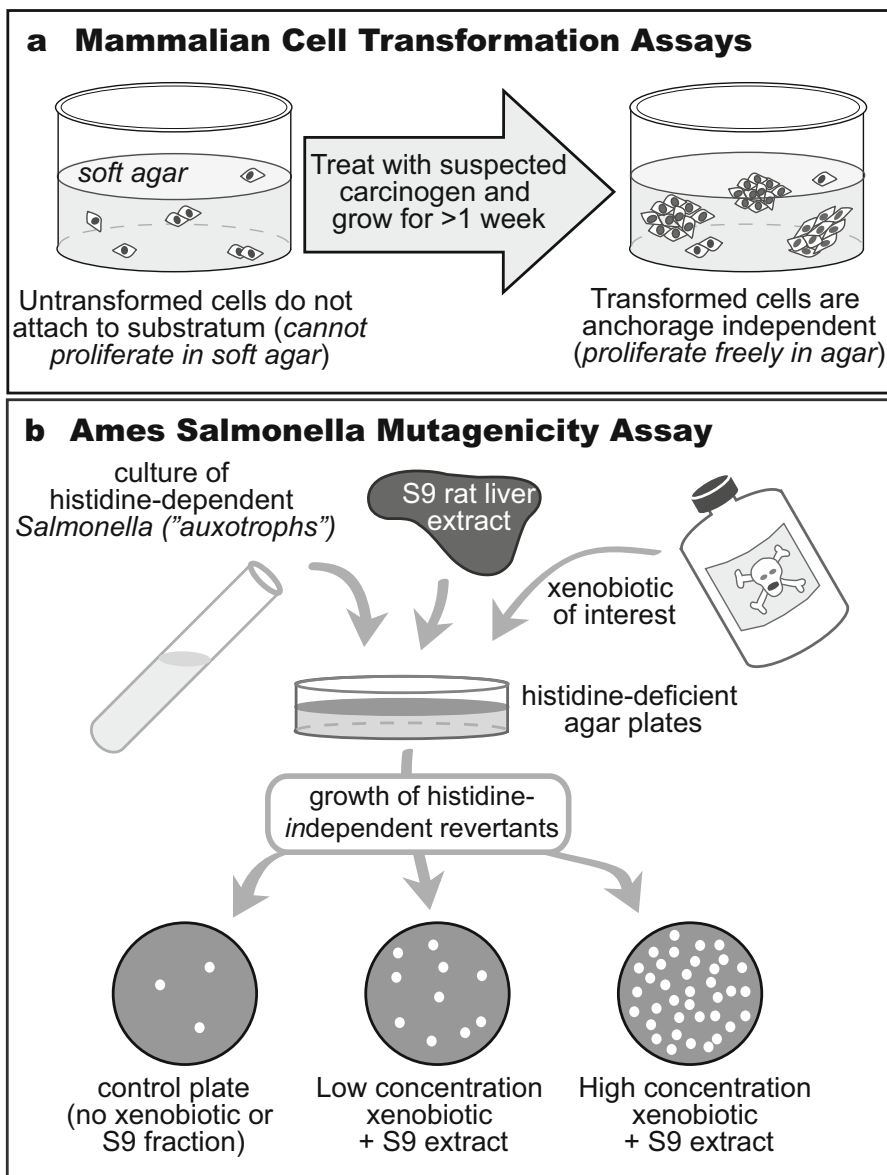 a Mammalian Cell Transformation Assays
soft agar
Treat with suspected
carcinogen and
grow for >1 week
Untransformed cells do not
attach to substratum (cannot
proliferate in soft agar)
Transformed cells are
anchorage independent
(proliferate freely in agar)
b Ames Salmonella Mutagenicity Assay
culture of
histidine-dependent
Salmonella ("auxotrophs")
S9 rat liver
extract
xenobiotic
of interest
histidine-deficient
agar plates
growth of histidine-
independent revertants
control plate
(no xenobiotic or
S9 fraction)
Low concentration
xenobiotic
+ S9 extract
High concentration
xenobiotic
+ S9 extract